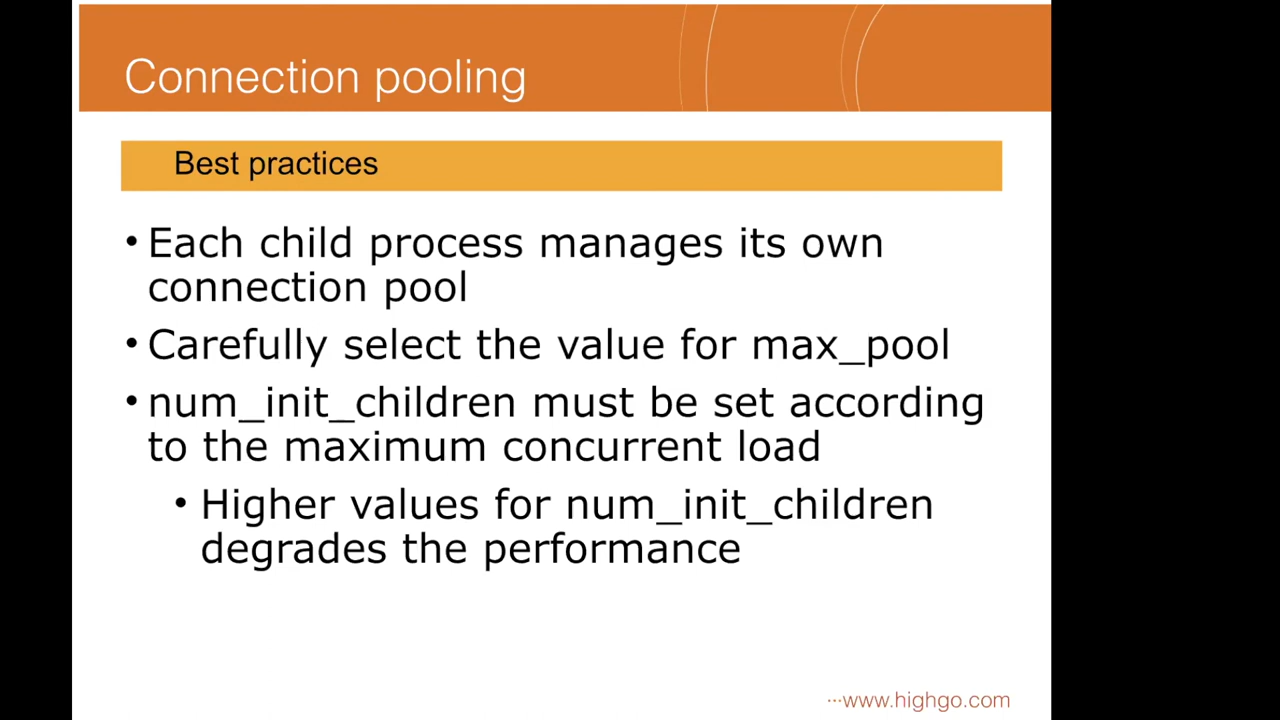 Connection pooling
Best practices
• Each child process manages its own
connection pool
• Carefully select the value for max_pool
• num_init_children must be set according
to the maximum concurrent load
• Higher values for num_init_children
degrades the performance
···www.highgo.com